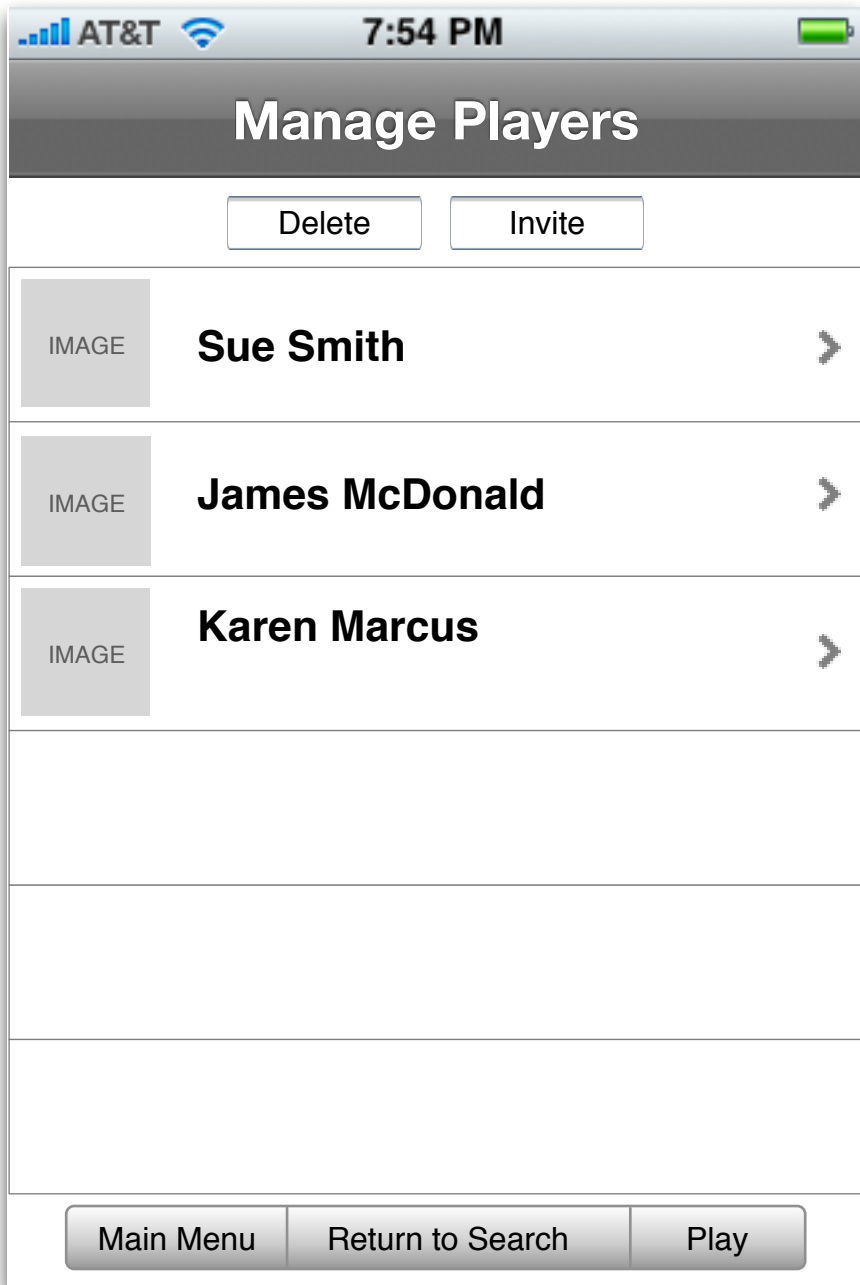 AT&T 7:54 PM
Manage Players
Delete Invite
IMAGE Sue Smith
IMAGE James McDonald
IMAGE Karen Marcus
Main Menu Return to Search Play